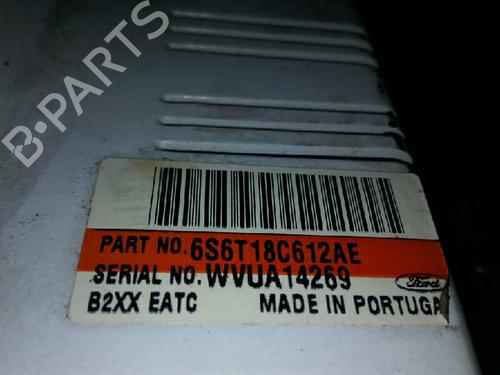 B-PARTS
PART NO. 6S6T18C612AE
SERIAL NO. WVUA14269
Ford
B2XX EATC MADE IN PORTUGA